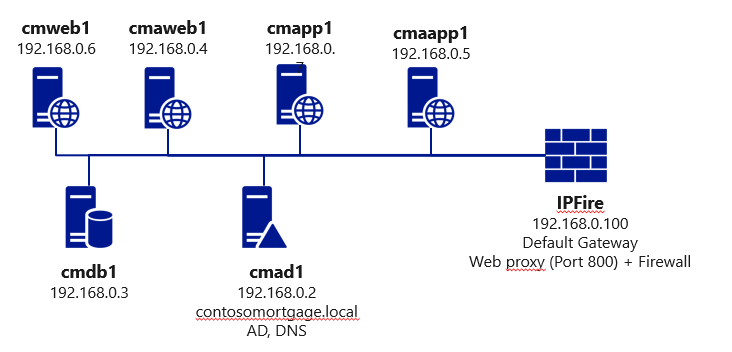 cmweb1
192.168.0.6
cmaweb1
192.168.0.4
cmapp1
192.168.0.
7
cmaapp1
192.168.0.5
cmdb1
192.168.0.3
cmad1
192.168.0.2
contosomortgage.local
AD, DNS
IPFire
192.168.0.100
Default Gateway
Web proxy (Port 800) + Firewall